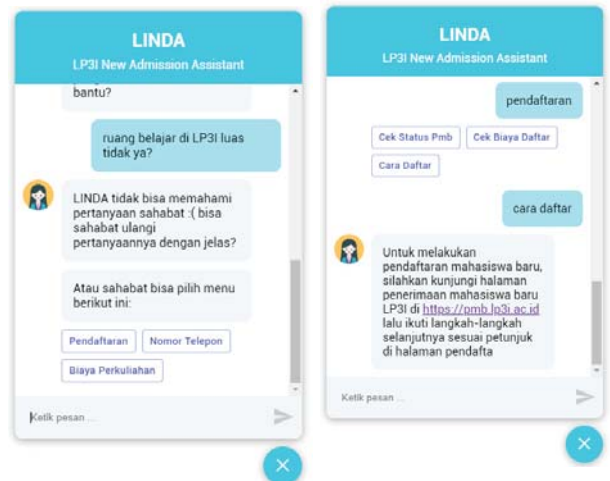 LINDA
LP3I New Admission Assistant
bantu?
ruang belajar di LP3I luas
tidak ya?
LINDA tidak bisa memahami
pertanyaan sahabat :( bisa
sahabat ulangi
pertanyaannya dengan jelas?
Atau sahabat bisa pilih menu
berikut ini:
Pendaftaran Nomor Telepon
Biaya Perkuliahan
Ketik pesan ...
LINDA
LP3I New Admission Assistant
pendaftaran
Cek Status Pmb Cek Biaya Daftar
Cara Daftar
cara daftar
Untuk melakukan
pendaftaran mahasiswa baru,
silahkan kunjungi halaman
penerimaan mahasiswa baru
LP3I di https://pmb.lp3i.ac.id
lalu ikuti langkah-langkah
selanjutnya sesuai petunjuk
di halaman pendafta
Ketik pesan ...